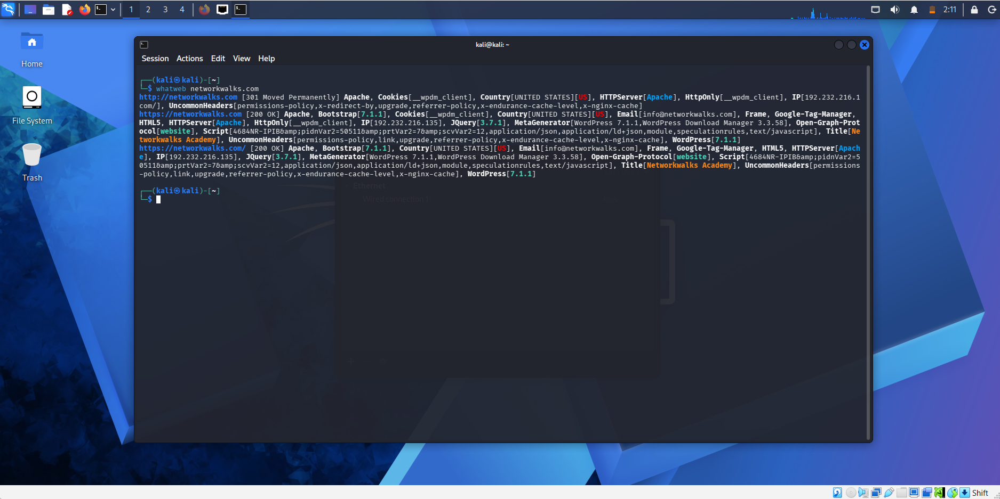 1 2 3 4
2:11
Home
File System
Trash
kali@kali: ~
Session Actions Edit View Help
┌──(kali㉿kali)-[~]
└─$ whatweb networkwalks.com
http://networkwalks.com [301 Moved Permanently] Apache, Cookies[__wpdm_client], Country[UNITED STATES][US], HTTPServer[Apache], HttpOnly[__wpdm_client], IP[192.232.216.1
com/], UncommonHeaders[permissions-policy,x-redirect-by,upgrade,referrer-policy,x-endurance-cache-level,x-nginx-cache]
https://networkwalks.com [200 OK] Apache, Bootstrap[7.1.1], Cookies[__wpdm_client], Country[UNITED STATES][US], Email[info@networkwalks.com], Frame, Google-Tag-Manager,
HTML5, HTTPServer[Apache], HttpOnly[__wpdm_client], IP[192.232.216.135], JQuery[3.7.1], MetaGenerator[WordPress 7.1.1,WordPress Download Manager 3.3.58], Open-Graph-Prot
ocol[website], Script[4684NR-IPIB&amp;pidnVar2=50511&amp;prtVar2=7&amp;scvVar2=12,application/json,application/ld+json,module,speculationrules,text/javascript], Title[Ne
tworkwalks Academy], UncommonHeaders[permissions-policy,link,upgrade,referrer-policy,x-endurance-cache-level,x-nginx-cache], WordPress[7.1.1]
https://networkwalks.com/ [200 OK] Apache, Bootstrap[7.1.1], Country[UNITED STATES][US], Email[info@networkwalks.com], Frame, Google-Tag-Manager, HTML5, HTTPServer[Apach
e], IP[192.232.216.135], JQuery[3.7.1], MetaGenerator[WordPress 7.1.1,WordPress Download Manager 3.3.58], Open-Graph-Protocol[website], Script[4684NR-IPIB&amp;pidnVar2=5
0511&amp;prtVar2=7&amp;scvVar2=12,application/json,application/ld+json,module,speculationrules,text/javascript], Title[Networkwalks Academy], UncommonHeaders[permissions
-policy,link,upgrade,referrer-policy,x-endurance-cache-level,x-nginx-cache], WordPress[7.1.1]
Ethernet
┌──(kali㉿kali)-[~]
└─$
Wired connection 1
Shift